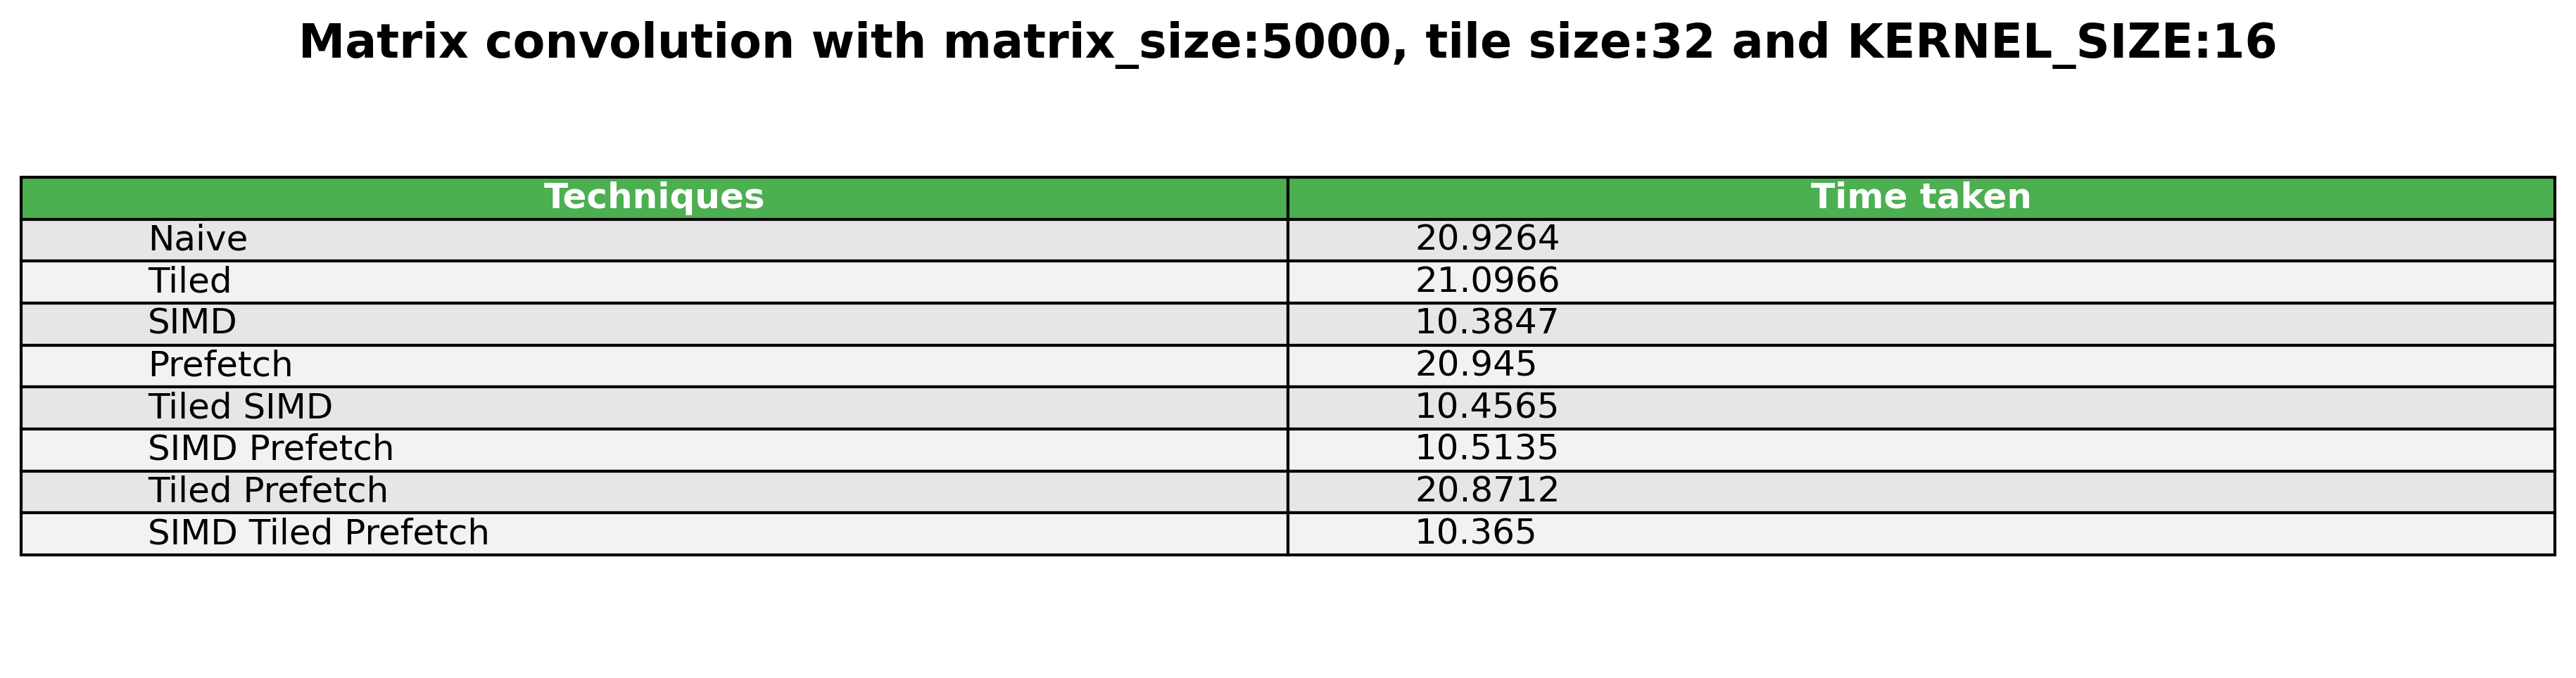 Matrix convolution with matrix_size:5000, tile size:32 and KERNEL_SIZE:16
Techniques Time taken
Naive 20.9264
Tiled 21.0966
SIMD 10.3847
Prefetch 20.945
Tiled SIMD 10.4565
SIMD Prefetch 10.5135
Tiled Prefetch 20.8712
SIMD Tiled Prefetch 10.365